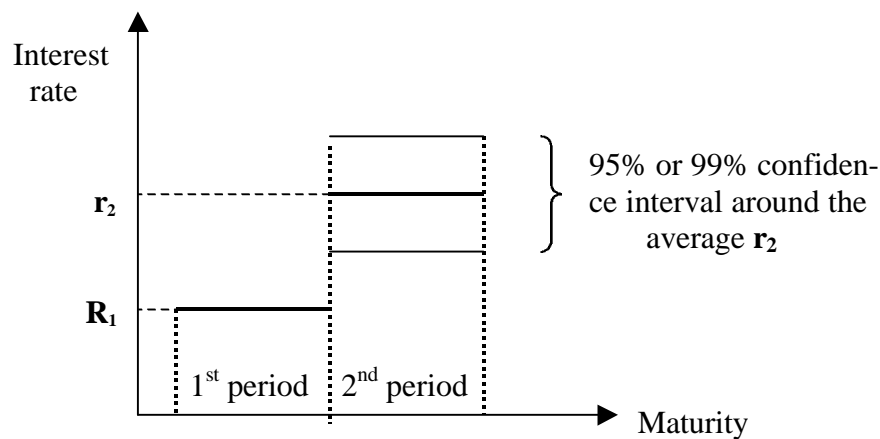 Interest
rate
r₂
R₁
1st period
2nd period
Maturity
95% or 99% confiden-
ce interval around the
average r₂